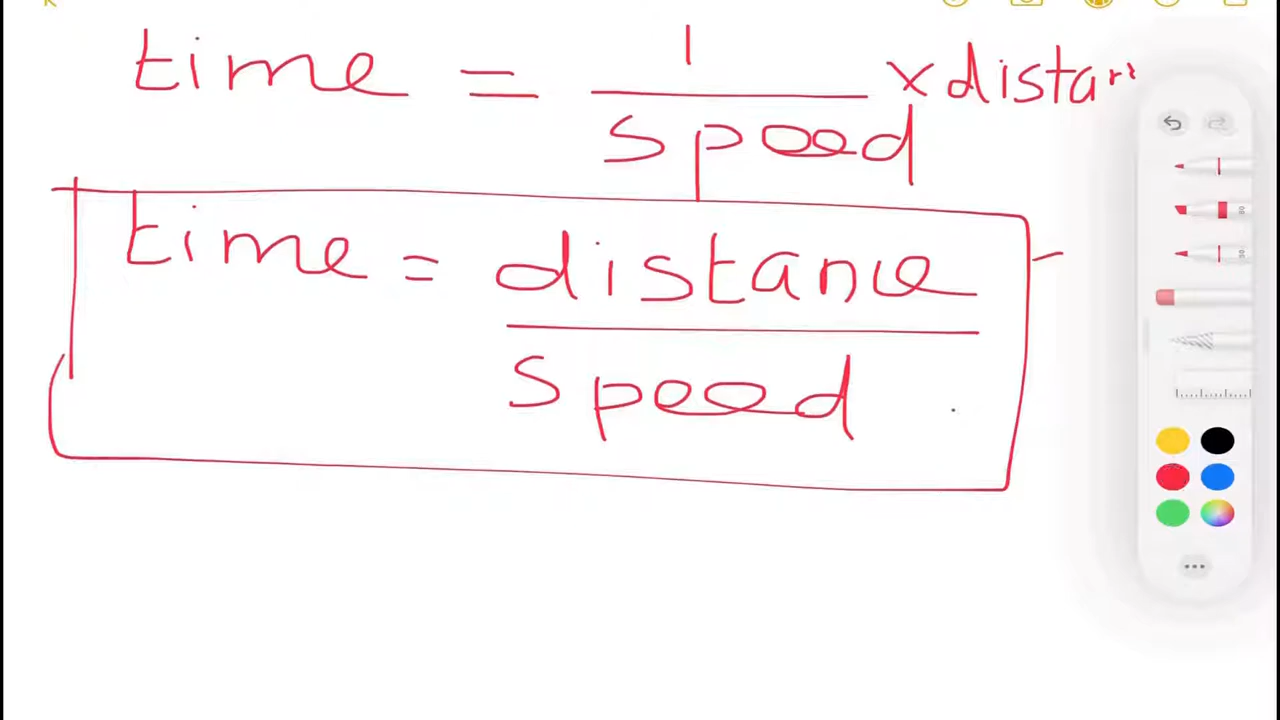 time = 1/speed × distan
time = distance/speed